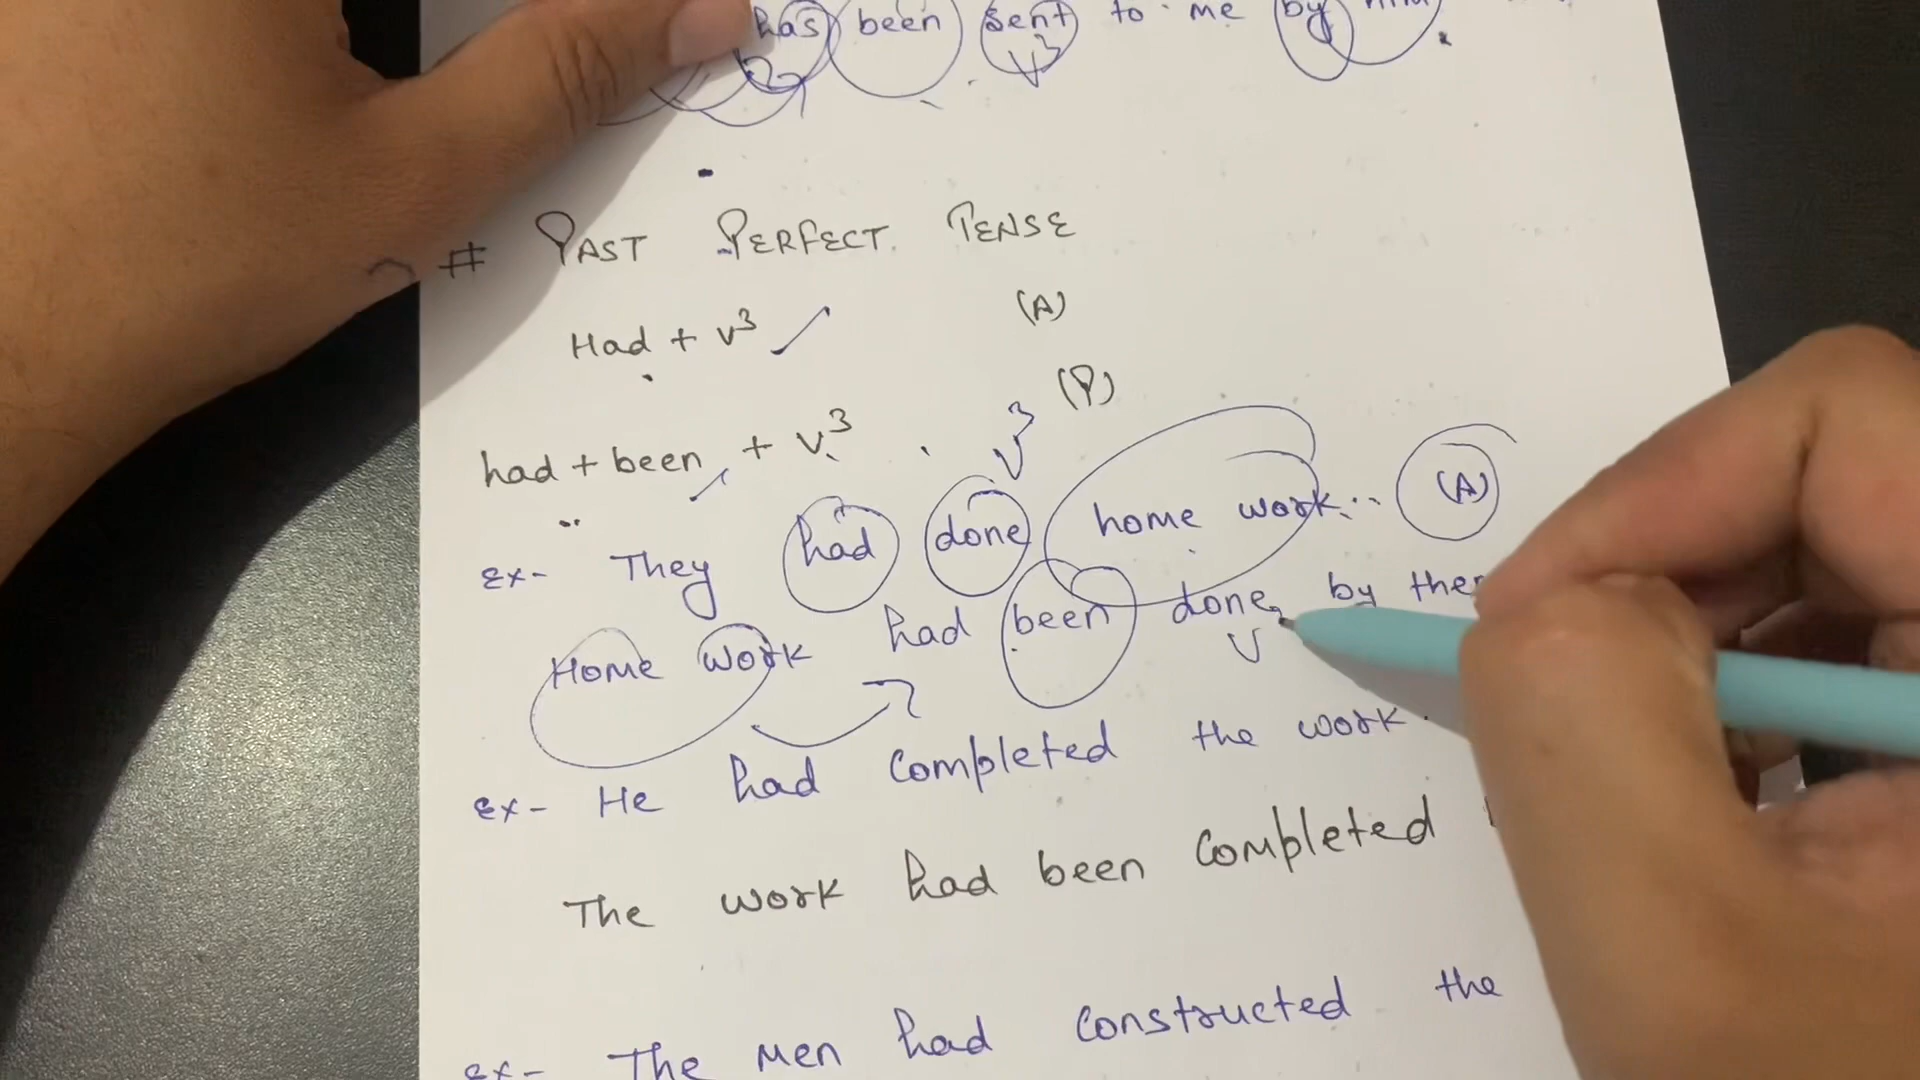 has been sent to me by
V³
# PAST PERFECT TENSE
Had + v³ (A)
had + been + v³ (P)
V³
Ex- They had done home work.. (A)
Home work had been done by
V
Ex- He had completed the work.
The work had been completed
Ex- The Men had constructed the